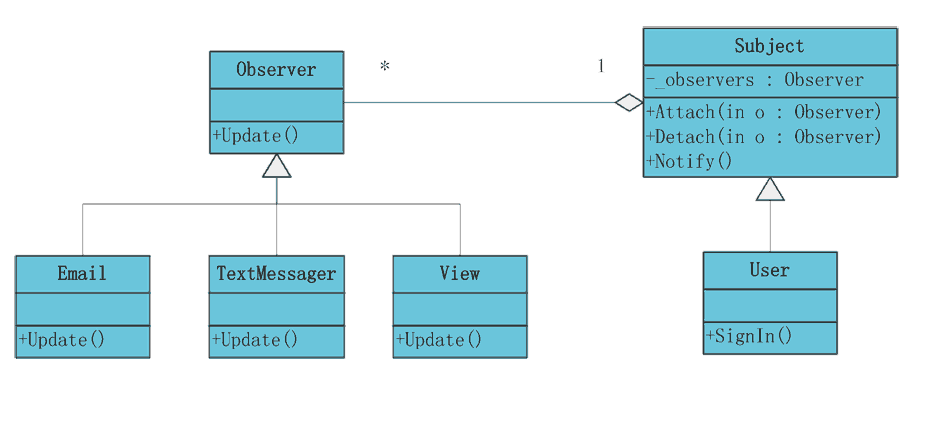 Observer
+Update()
*
1
Subject
-_observers : Observer
+Attach(in o : Observer)
+Detach(in o : Observer)
+Notify()
Email
+Update()
TextMessager
+Update()
View
+Update()
User
+SignIn()